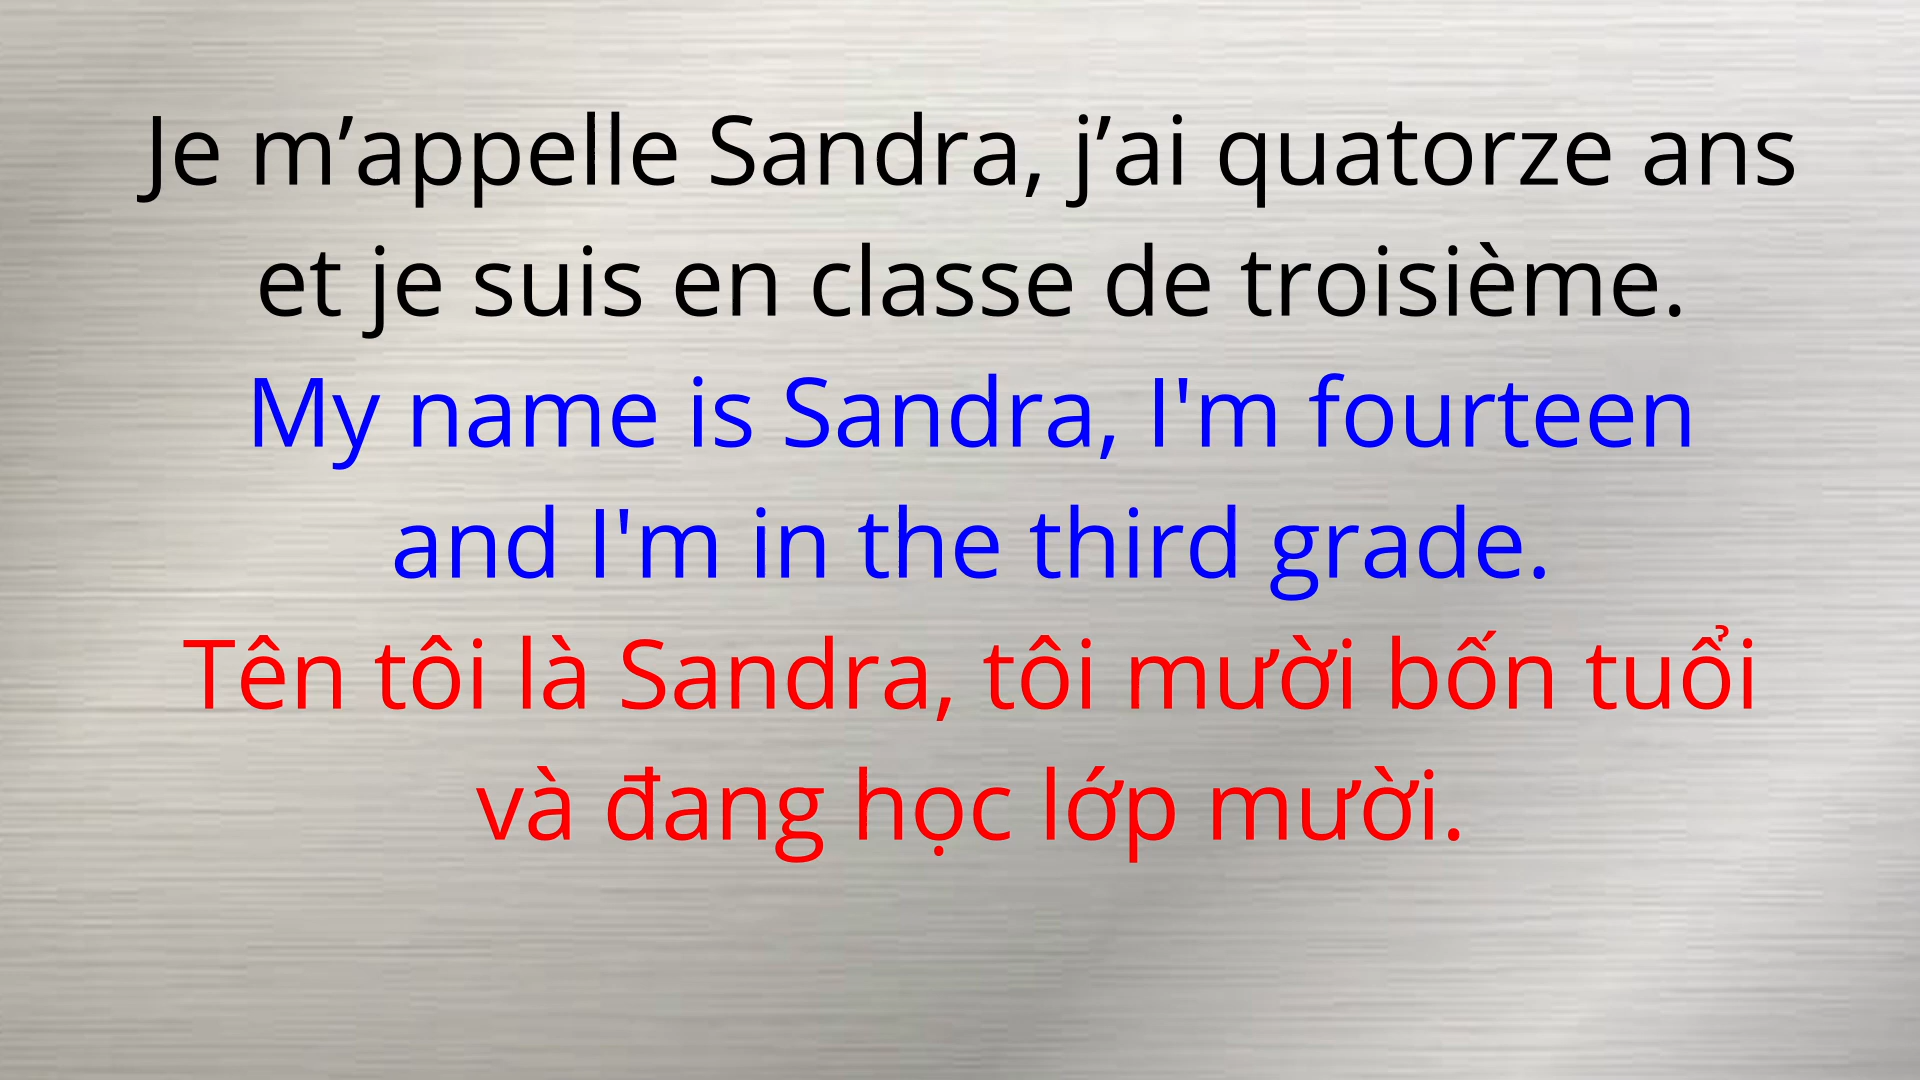 Je m’appelle Sandra, j’ai quatorze ans
et je suis en classe de troisième.
My name is Sandra, I'm fourteen
and I'm in the third grade.
Tên tôi là Sandra, tôi mười bốn tuổi
và đang học lớp mười.